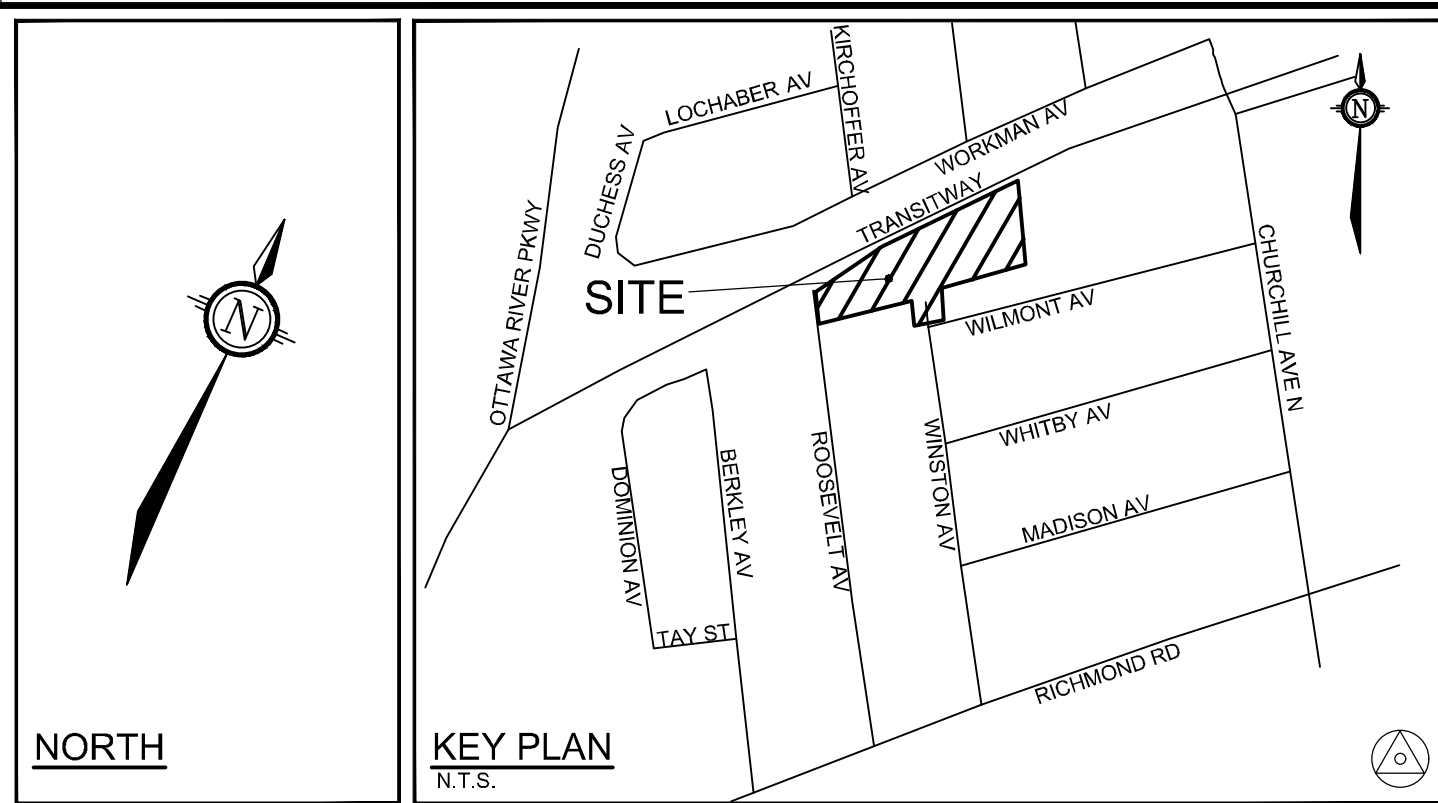 N
NORTH
KIRCHOFFER AV
LOCHABER AV
N
DUCHESS AV
WORKMAN AV
TRANSITWAY
OTTAWA RIVER PKWY
SITE
CHURCHILL AVE N
WILMONT AV
WHITBY AV
ROOSEVELT AV
WINSTON AV
BERKLEY AV
DOMINION AV
MADISON AV
TAY ST
RICHMOND RD
KEY PLAN
N.T.S.